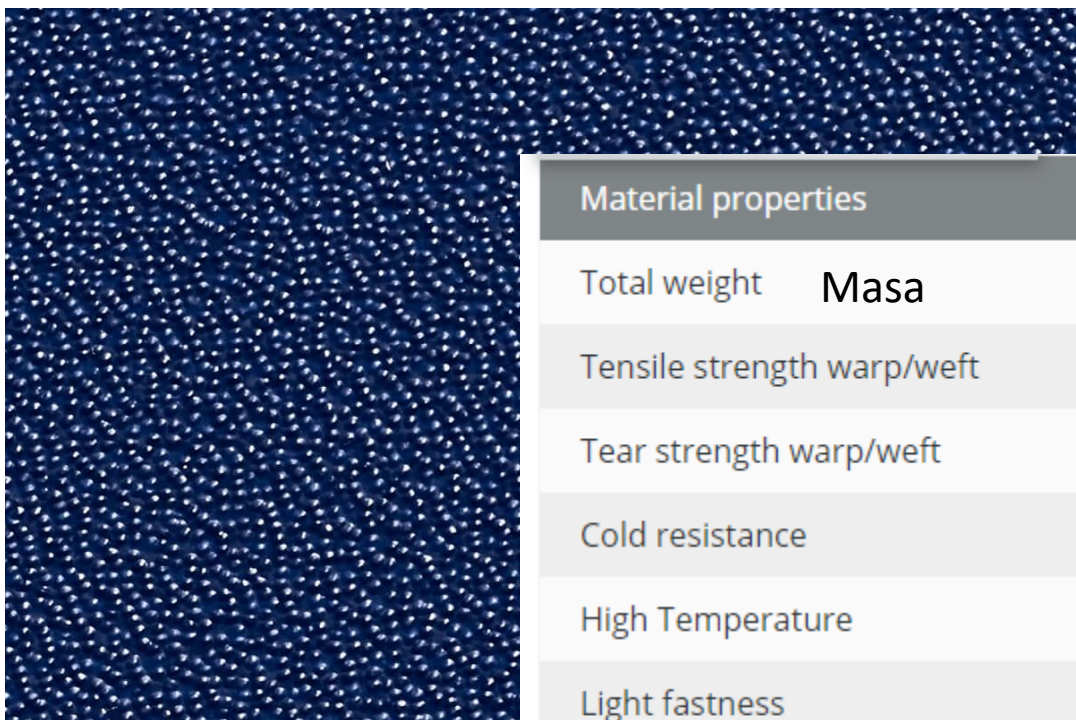 Material properties
Total weight Masa
Tensile strength warp/weft
Tear strength warp/weft
Cold resistance
High Temperature
Light fastness